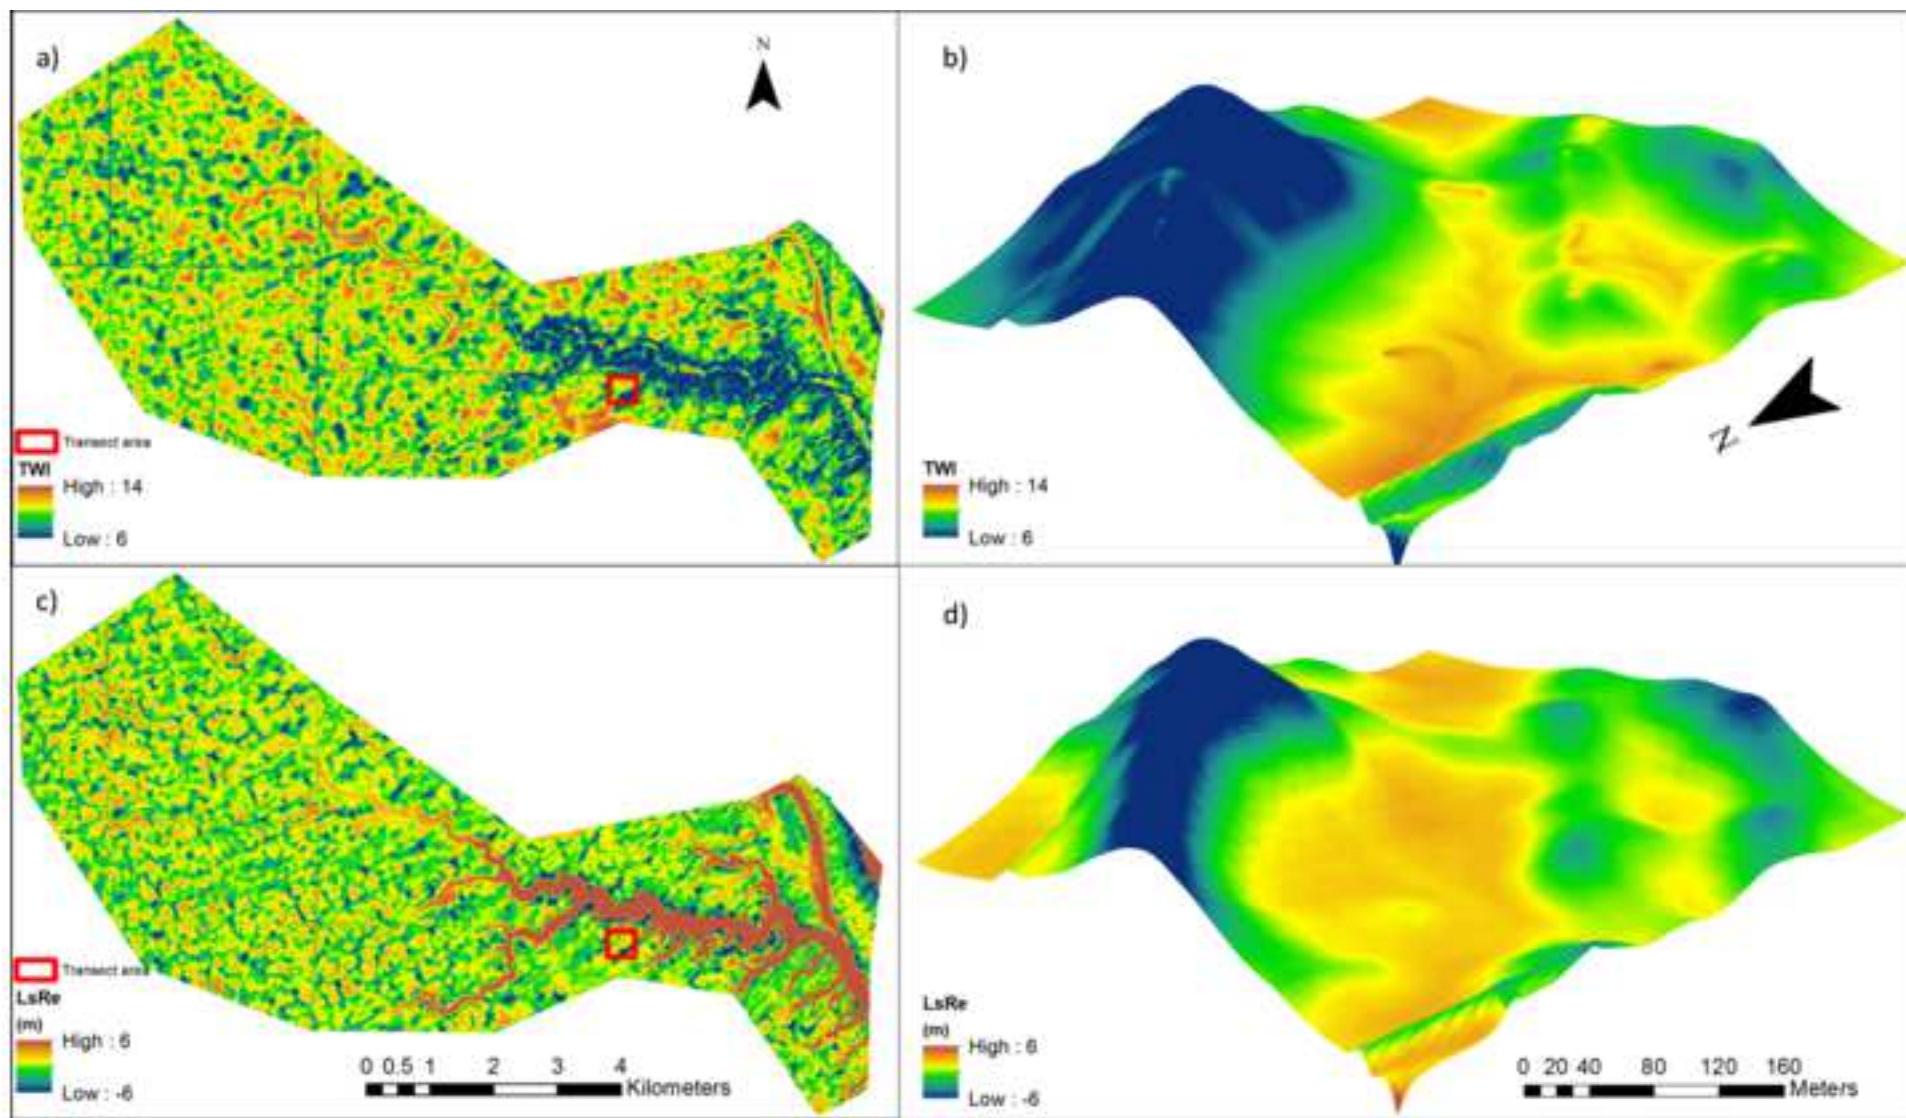 a)
N
Transect area
TWI
High : 14
Low : 6
b)
N
TWI
High : 14
Low : 6
c)
Transect area
LsRe
(m)
High : 6
Low : -6
0 0.5 1 2 3 4
Kilometers
d)
LsRe
(m)
High : 6
Low : -6
0 20 40 80 120 160
Meters